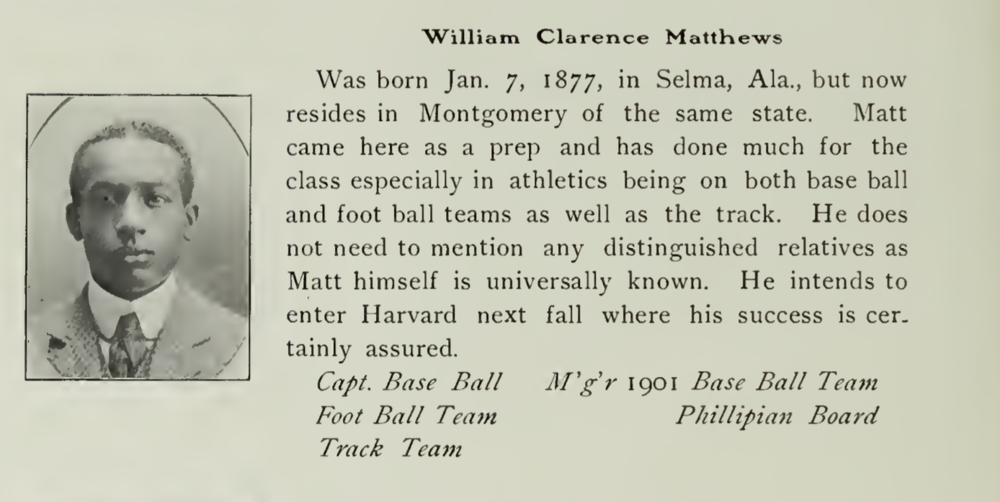 William Clarence Matthews
Was born Jan. 7, 1877, in Selma, Ala., but now
resides in Montgomery of the same state. Matt
came here as a prep and has done much for the
class especially in athletics being on both base ball
and foot ball teams as well as the track. He does
not need to mention any distinguished relatives as
Matt himself is universally known. He intends to
enter Harvard next fall where his success is cer-
tainly assured.
Capt. Base Ball M'g'r 1901 Base Ball Team
Foot Ball Team Phillipian Board
Track Team